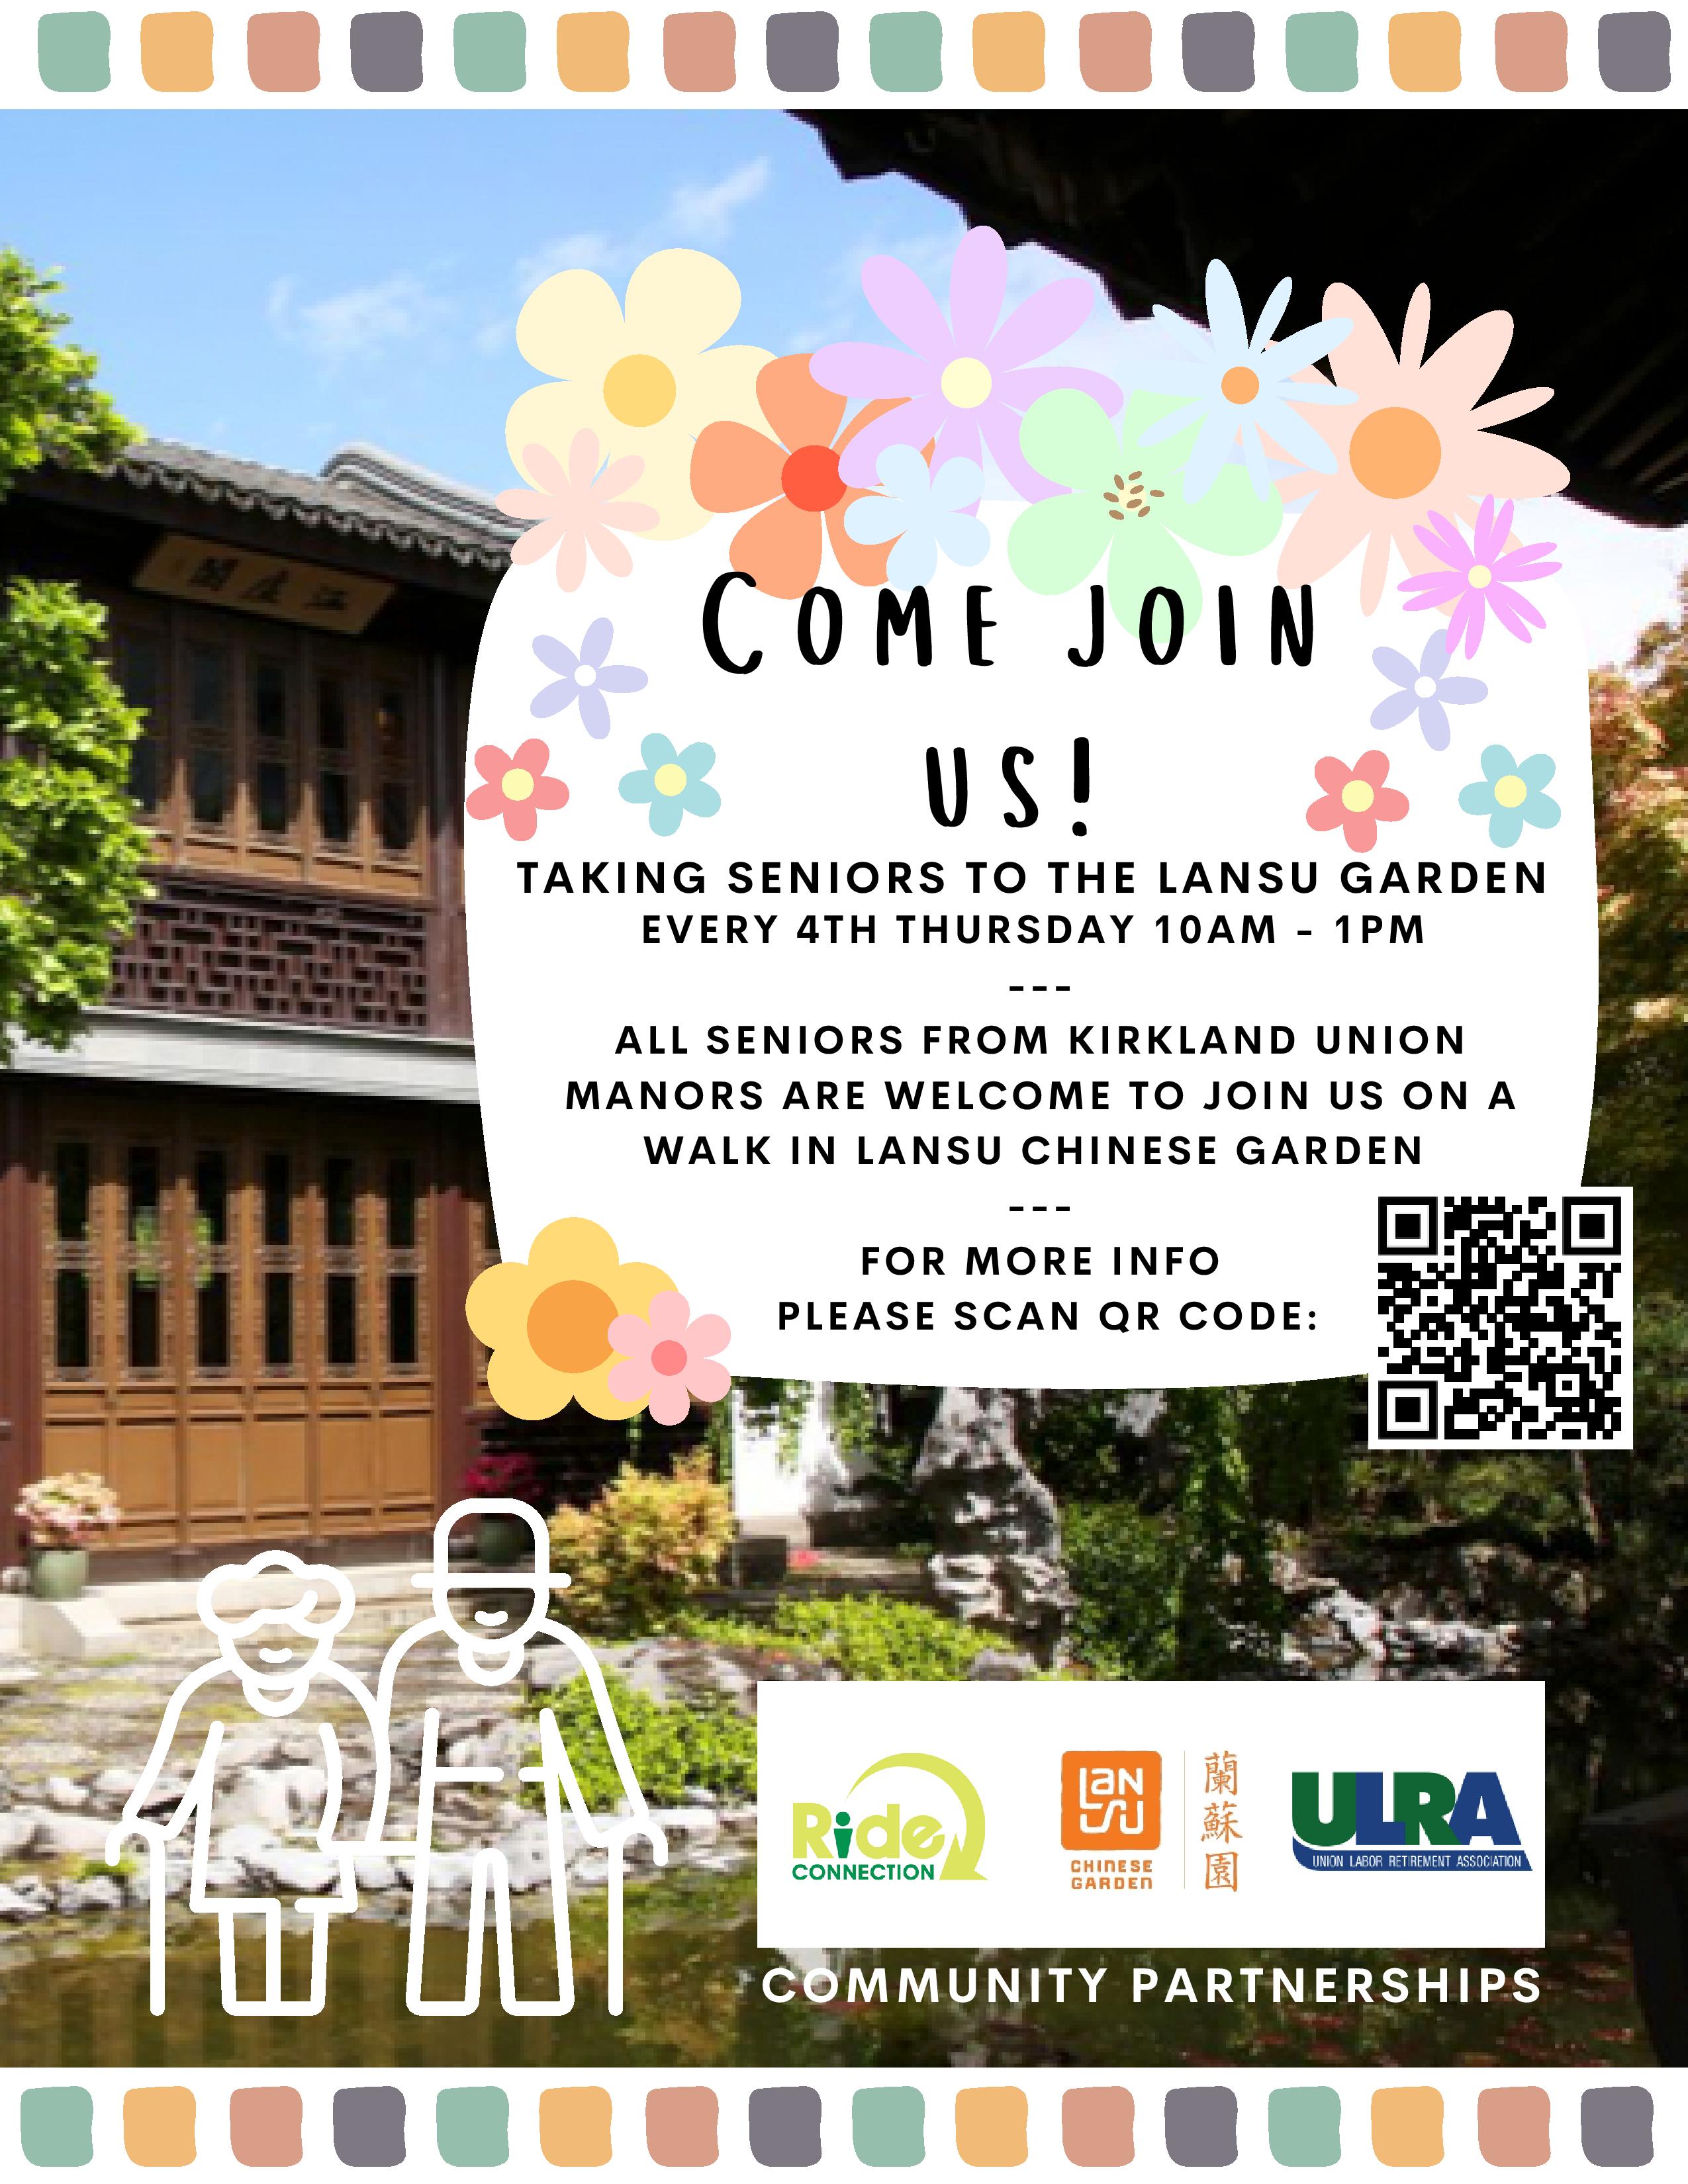 COME JOIN
US!
TAKING SENIORS TO THE LANSU GARDEN
EVERY 4TH THURSDAY 10AM - 1PM
---
ALL SENIORS FROM KIRKLAND UNION
MANORS ARE WELCOME TO JOIN US ON A
WALK IN LANSU CHINESE GARDEN
---
FOR MORE INFO
PLEASE SCAN QR CODE:
Ride
CONNECTION
LAN
SU
CHINESE
GARDEN
蘭
蘇
園
ULRA
UNION LABOR RETIREMENT ASSOCIATION
COMMUNITY PARTNERSHIPS